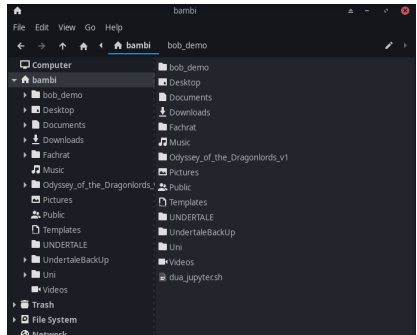 bambi
File Edit View Go Help
bambi bob_demo
Computer
bambi
bob_demo
Desktop
Documents
Downloads
Fachrat
Music
Odyssey_of_the_Dragonlords_
Pictures
Public
Templates
UNDERTALE
UndertaleBackUp
Uni
Videos
Trash
File System
Network
bob_demo
Desktop
Documents
Downloads
Fachrat
Music
Odyssey_of_the_Dragonlords_v1
Pictures
Public
Templates
UNDERTALE
UndertaleBackUp
Uni
Videos
dua_jupyter.sh